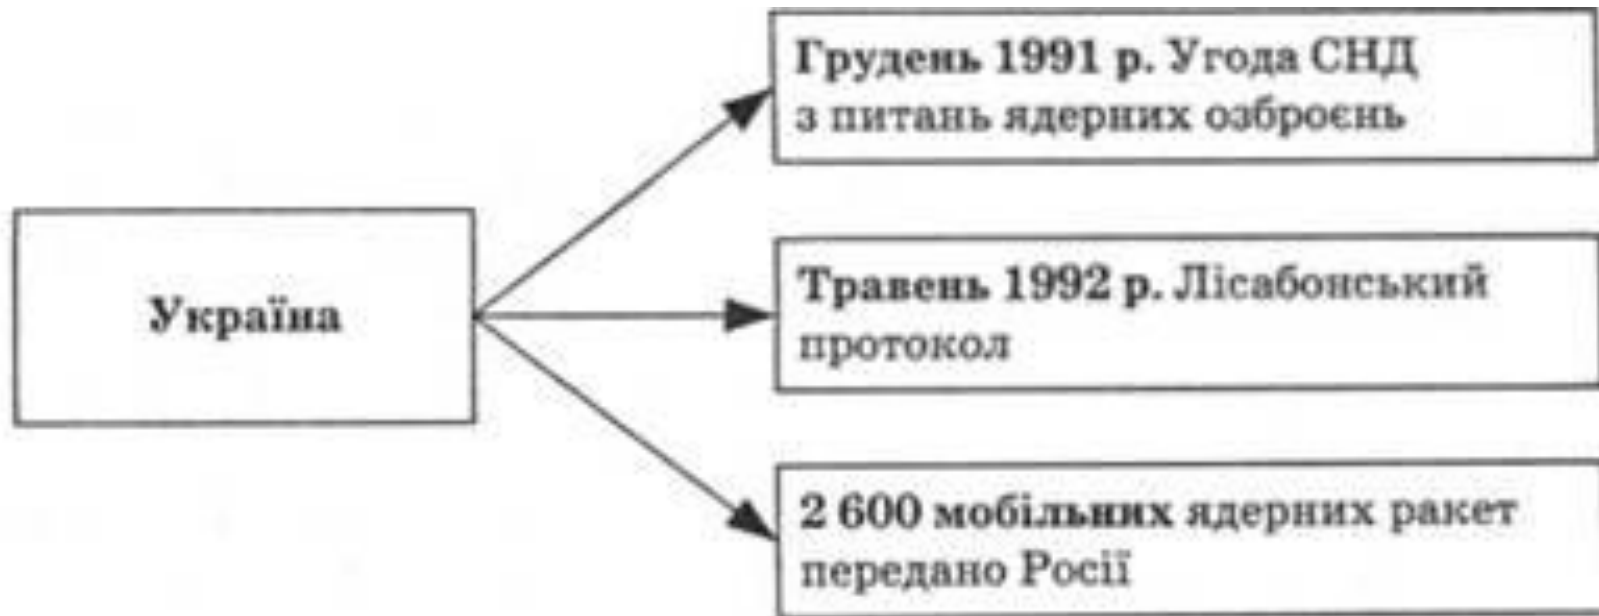 Україна
Грудень 1991 р. Угода СНД
з питань ядерних озброєнь
Травень 1992 р. Лісабонський
протокол
2 600 мобільних ядерних ракет
передано Росії